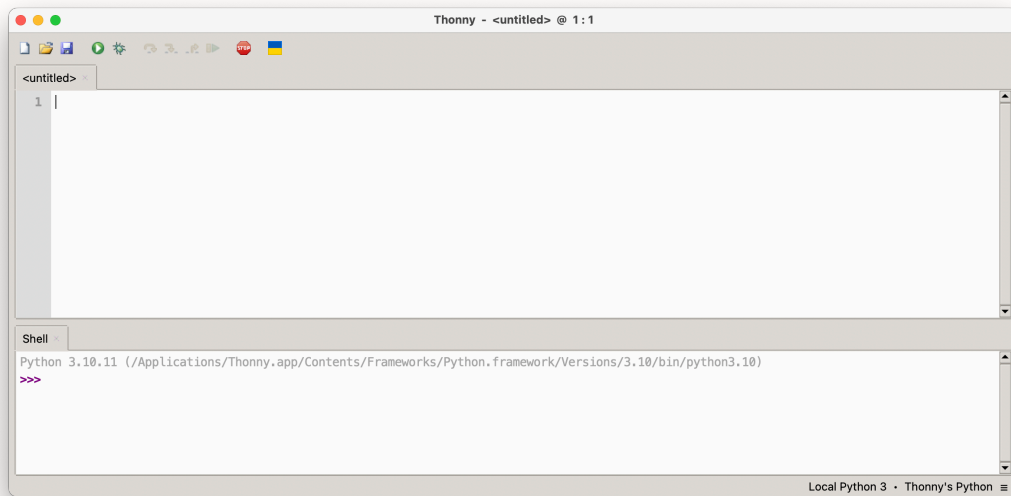 Thonny - <untitled> @ 1:1
STOP
<untitled>
1
Shell
Python 3.10.11 (/Applications/Thonny.app/Contents/Frameworks/Python.framework/Versions/3.10/bin/python3.10)
>>>
Local Python 3 • Thonny's Python ≡